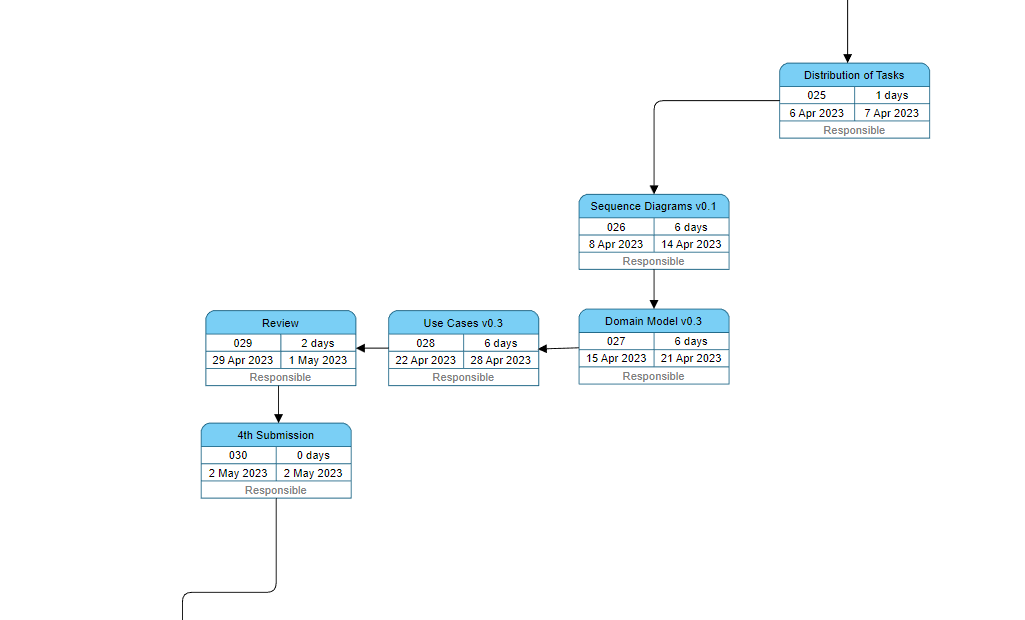 Distribution of Tasks
025 1 days
6 Apr 2023 7 Apr 2023
Responsible
Sequence Diagrams v0.1
026 6 days
8 Apr 2023 14 Apr 2023
Responsible
Domain Model v0.3
027 6 days
15 Apr 2023 21 Apr 2023
Responsible
Use Cases v0.3
028 6 days
22 Apr 2023 28 Apr 2023
Responsible
Review
029 2 days
29 Apr 2023 1 May 2023
Responsible
4th Submission
030 0 days
2 May 2023 2 May 2023
Responsible